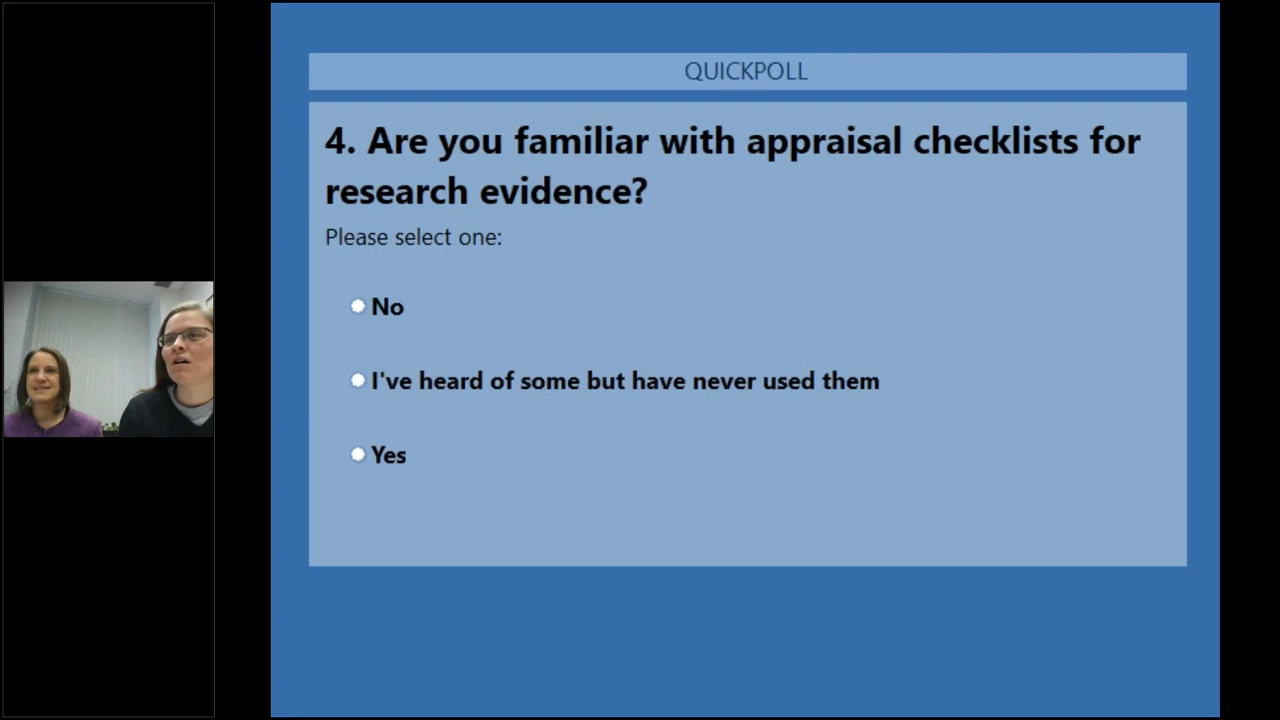 QUICKPOLL
4. Are you familiar with appraisal checklists for
research evidence?
Please select one:
No
I've heard of some but have never used them
Yes